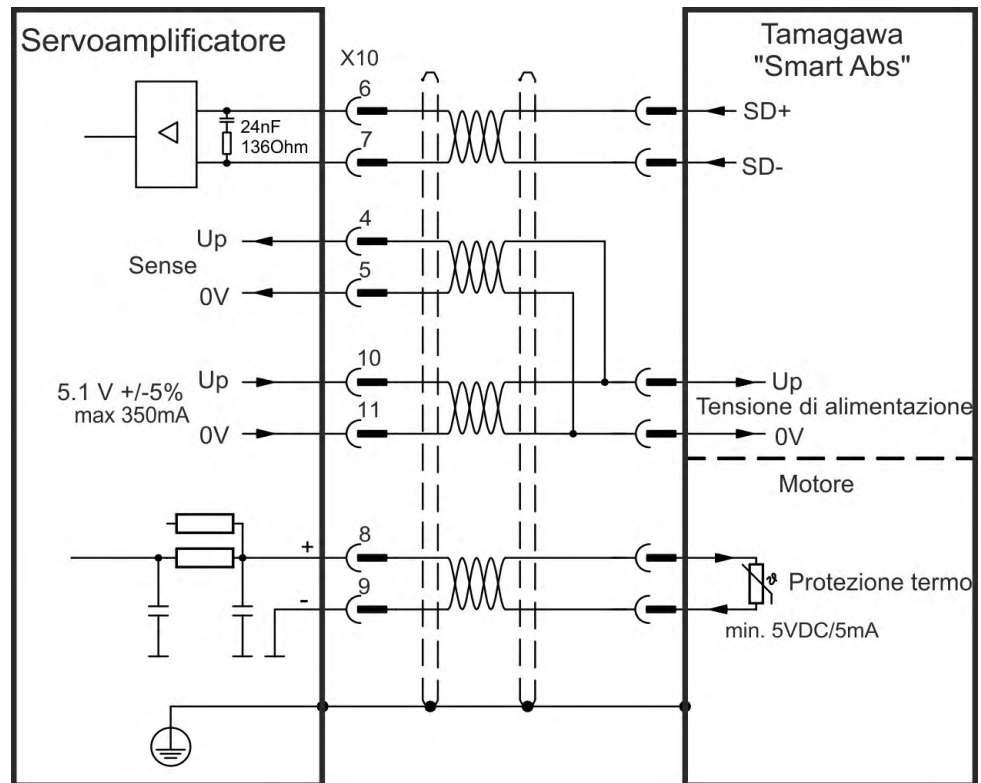 Servoamplificatore
X10
Tamagawa
"Smart Abs"
6
24nF
136Ohm
7
SD+
SD-
4
Up
Sense
5
0V
10
5.1 V +/-5%
max 350mA
Up
11
0V
Up
Tensione di alimentazione
0V
Motore
8
+
9
-
ϑ
Protezione termo
min. 5VDC/5mA